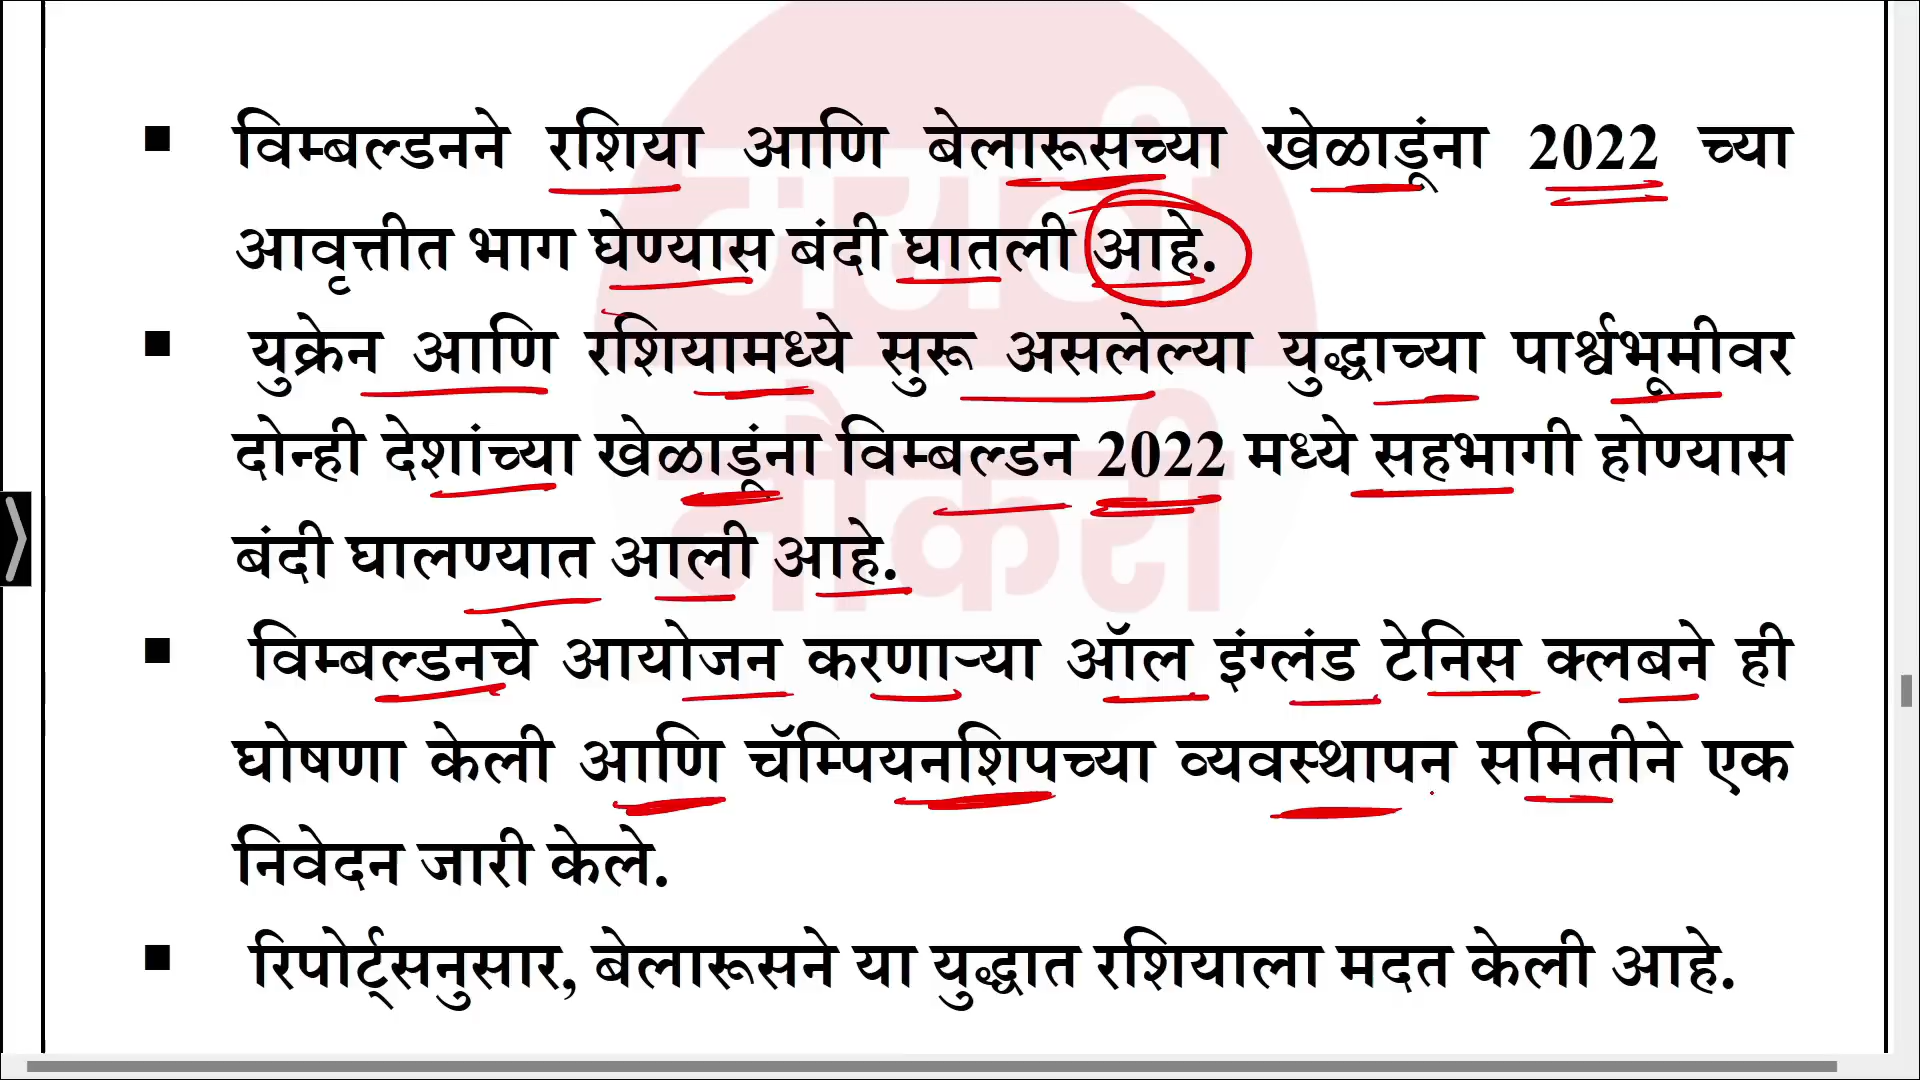 ▪ विम्बल्डनने रशिया आणि बेलारूसच्या खेळाडूंना 2022 च्या
आवृत्तीत भाग घेण्यास बंदी घातली आहे.
▪ युक्रेन आणि रशियामध्ये सुरू असलेल्या युद्धाच्या पार्श्वभूमीवर
दोन्ही देशांच्या खेळाडूंना विम्बल्डन 2022 मध्ये सहभागी होण्यास
बंदी घालण्यात आली आहे.
▪ विम्बल्डनचे आयोजन करणाऱ्या ऑल इंग्लंड टेनिस क्लबने ही
घोषणा केली आणि चॅम्पियनशिपच्या व्यवस्थापन समितीने एक
निवेदन जारी केले.
▪ रिपोर्ट्सनुसार, बेलारूसने या युद्धात रशियाला मदत केली आहे.
मराठी
नौकरी